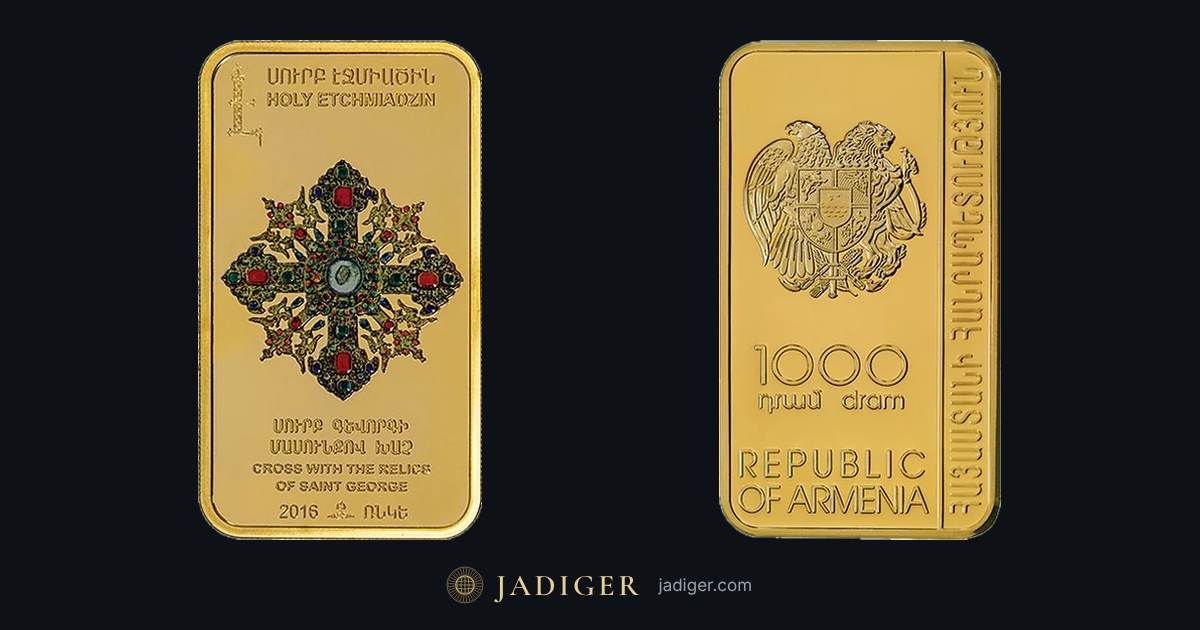 ՍՈՒՐԲ ԷՋՄԻԱԾԻՆ
HOLY ETCHMIADZIN
ՍՈՒՐԲ ԳԵՎՈՐԳԻ
ՄԱՍՈՒՆՔՈՎ ԽԱՉ
CROSS WITH THE RELICS
OF SAINT GEORGE
2016 ՌՆԿԵ
1000
դրամ dram
REPUBLIC
OF ARMENIA
ՀԱՅԱՍՏԱՆԻ ՀԱՆՐԱՊԵՏՈՒԹՅՈՒՆ
JADIGER jadiger.com